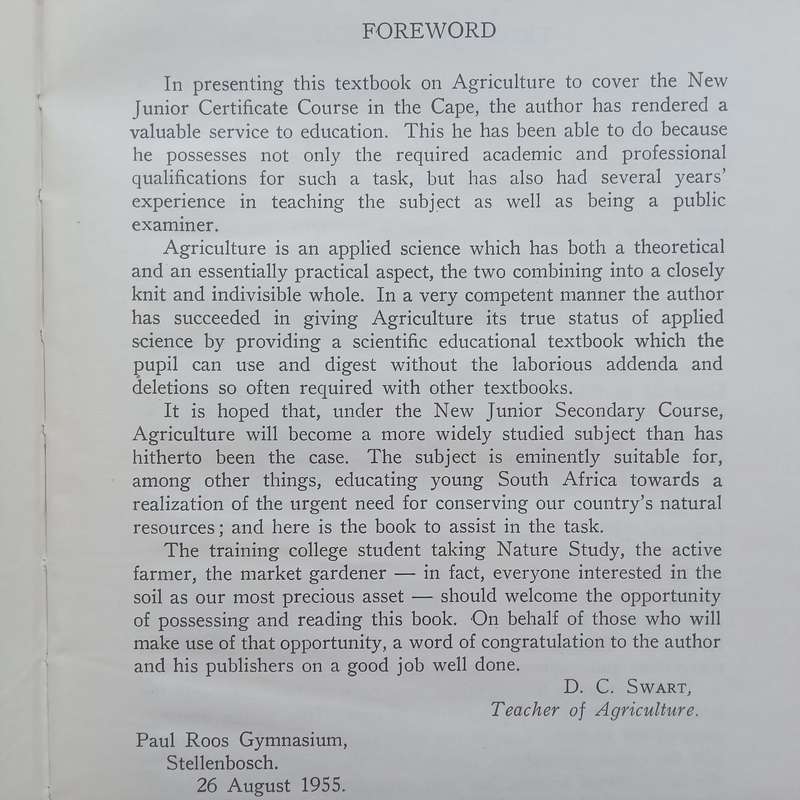 FOREWORD
In presenting this textbook on Agriculture to cover the New
Junior Certificate Course in the Cape, the author has rendered a
valuable service to education. This he has been able to do because
he possesses not only the required academic and professional
qualifications for such a task, but has also had several years'
experience in teaching the subject as well as being a public
examiner.
Agriculture is an applied science which has both a theoretical
and an essentially practical aspect, the two combining into a closely
knit and indivisible whole. In a very competent manner the author
has succeeded in giving Agriculture its true status of applied
science by providing a scientific educational textbook which the
pupil can use and digest without the laborious addenda and
deletions so often required with other textbooks.
It is hoped that, under the New Junior Secondary Course,
Agriculture will become a more widely studied subject than has
hitherto been the case. The subject is eminently suitable for,
among other things, educating young South Africa towards a
realization of the urgent need for conserving our country's natural
resources; and here is the book to assist in the task.
The training college student taking Nature Study, the active
farmer, the market gardener — in fact, everyone interested in the
soil as our most precious asset — should welcome the opportunity
of possessing and reading this book. On behalf of those who will
make use of that opportunity, a word of congratulation to the author
and his publishers on a good job well done.
D. C. SWART,
Teacher of Agriculture.
Paul Roos Gymnasium,
Stellenbosch.
26 August 1955.